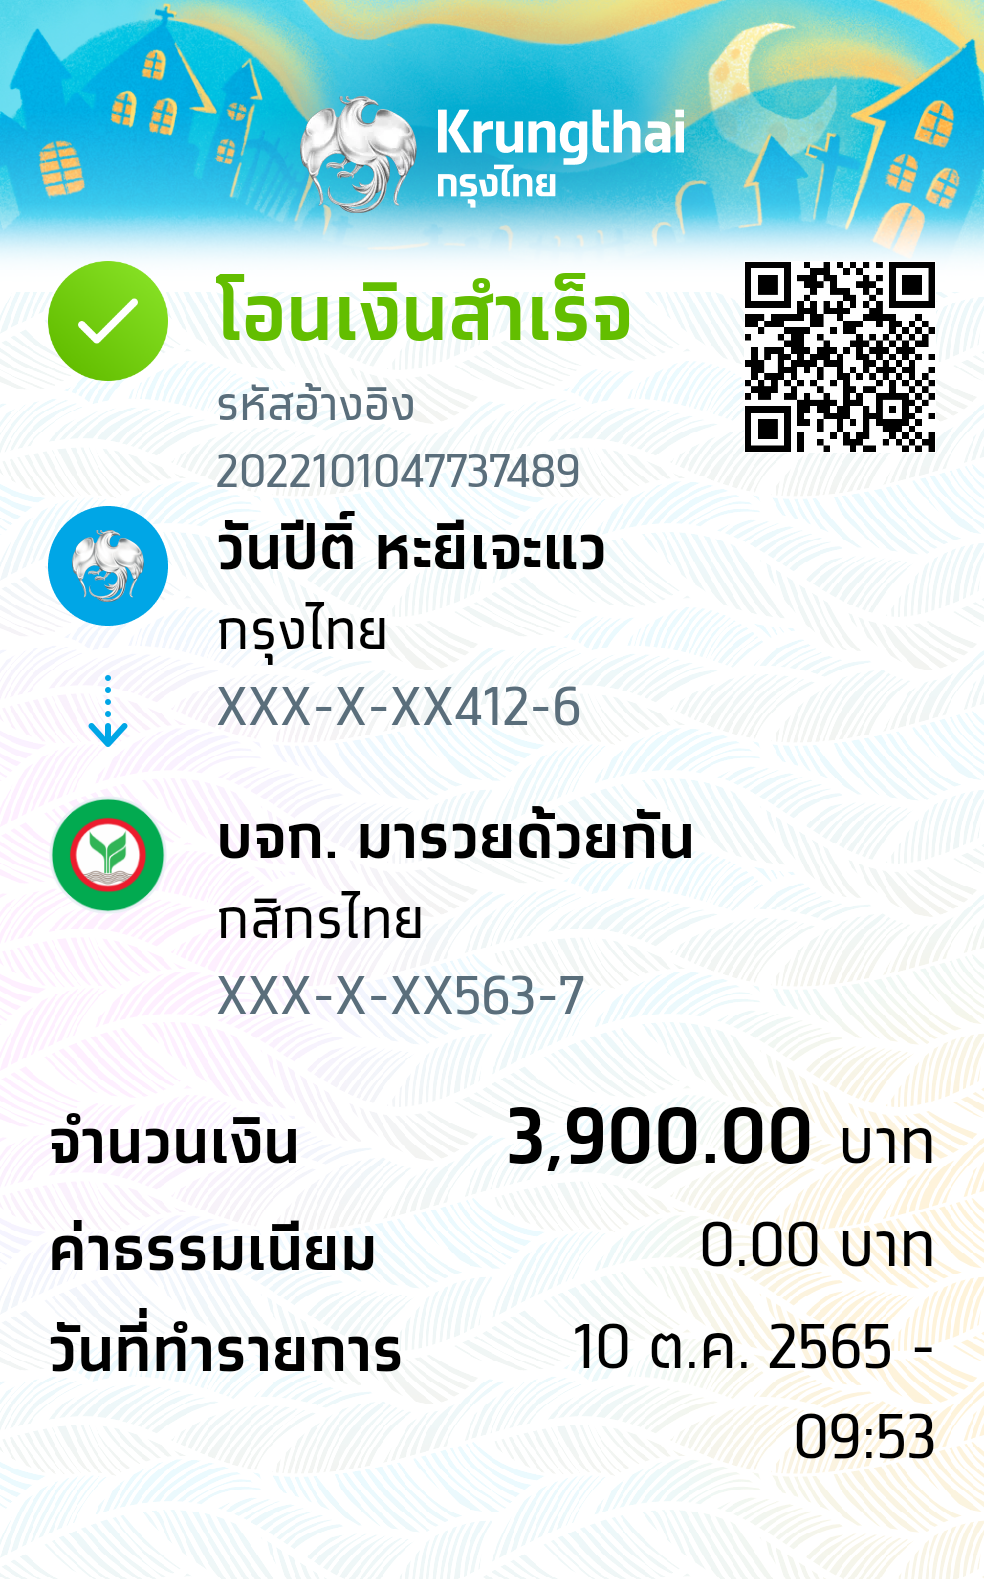 Krungthai
กรุงไทย
โอนเงินสำเร็จ
รหัสอ้างอิง
2022101047737489
วันปีติ์ หะยีเจะแว
กรุงไทย
XXX-X-XX412-6
บจก. มารวยด้วยกัน
กสิกรไทย
XXX-X-XX563-7
จำนวนเงิน 3,900.00 บาท
ค่าธรรมเนียม 0.00 บาท
วันที่ทำรายการ 10 ต.ค. 2565 -
09:53